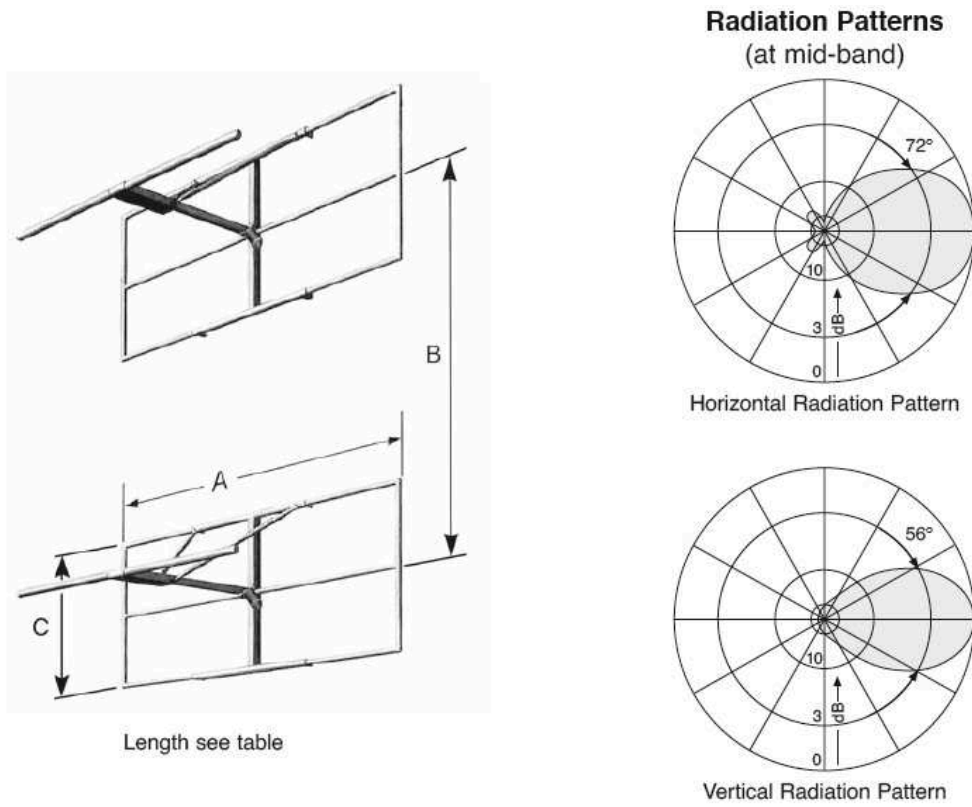 Radiation Patterns
(at mid-band)
72°
10
3
dB
0
Horizontal Radiation Pattern
B
A
C
56°
10
3
dB
0
Vertical Radiation Pattern
Length see table